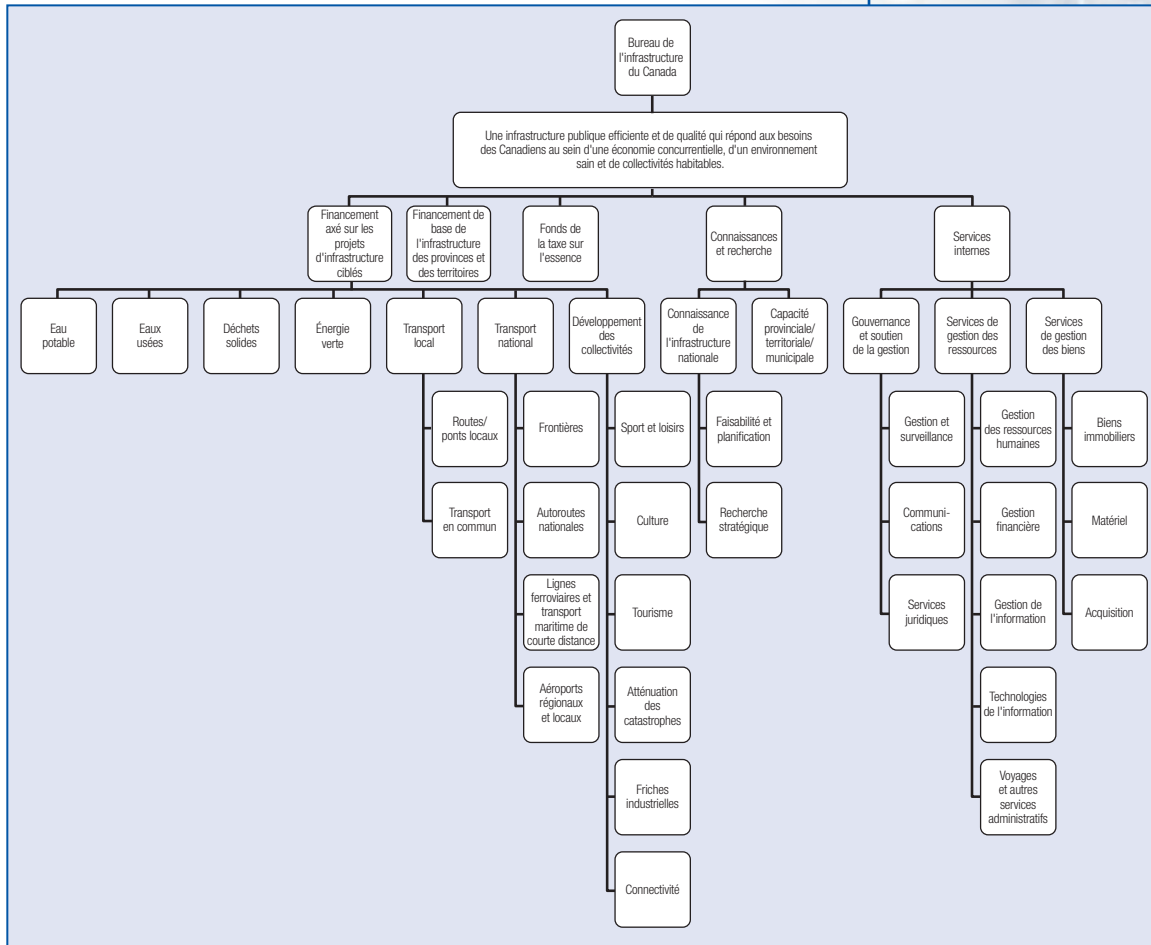 Bureau de
l'infrastructure
du Canada
Une infrastructure publique efficiente et de qualité qui répond aux besoins
des Canadiens au sein d'une économie concurrentielle, d'un environnement
sain et de collectivités habitables.
Financement
axé sur les
projets
d'infrastructure
ciblés
Financement de
base de
l'infrastructure
des provinces et
des territoires
Fonds de
la taxe sur
l'essence
Connaissances
et recherche
Services
internes
Eau
potable
Eaux
usées
Déchets
solides
Énergie
verte
Transport
local
Transport
national
Développement
des
collectivités
Connaissance
de
l'infrastructure
nationale
Capacité
provinciale/
territoriale/
municipale
Gouvernance
et soutien
de la gestion
Services de
gestion des
ressources
Services
de gestion
des biens
Routes/
ponts locaux
Frontières
Sport et loisirs
Faisabilité et
planification
Gestion et
surveillance
Gestion
des ressources
humaines
Biens
immobiliers
Transport
en commun
Autoroutes
nationales
Culture
Recherche
stratégique
Communi-
cations
Gestion
financière
Matériel
Lignes
ferroviaires et
transport
maritime de
courte distance
Tourisme
Services
juridiques
Gestion de
l'information
Acquisition
Aéroports
régionaux
et locaux
Atténuation
des
catastrophes
Technologies
de l'information
Friches
industrielles
Voyages
et autres
services
administratifs
Connectivité